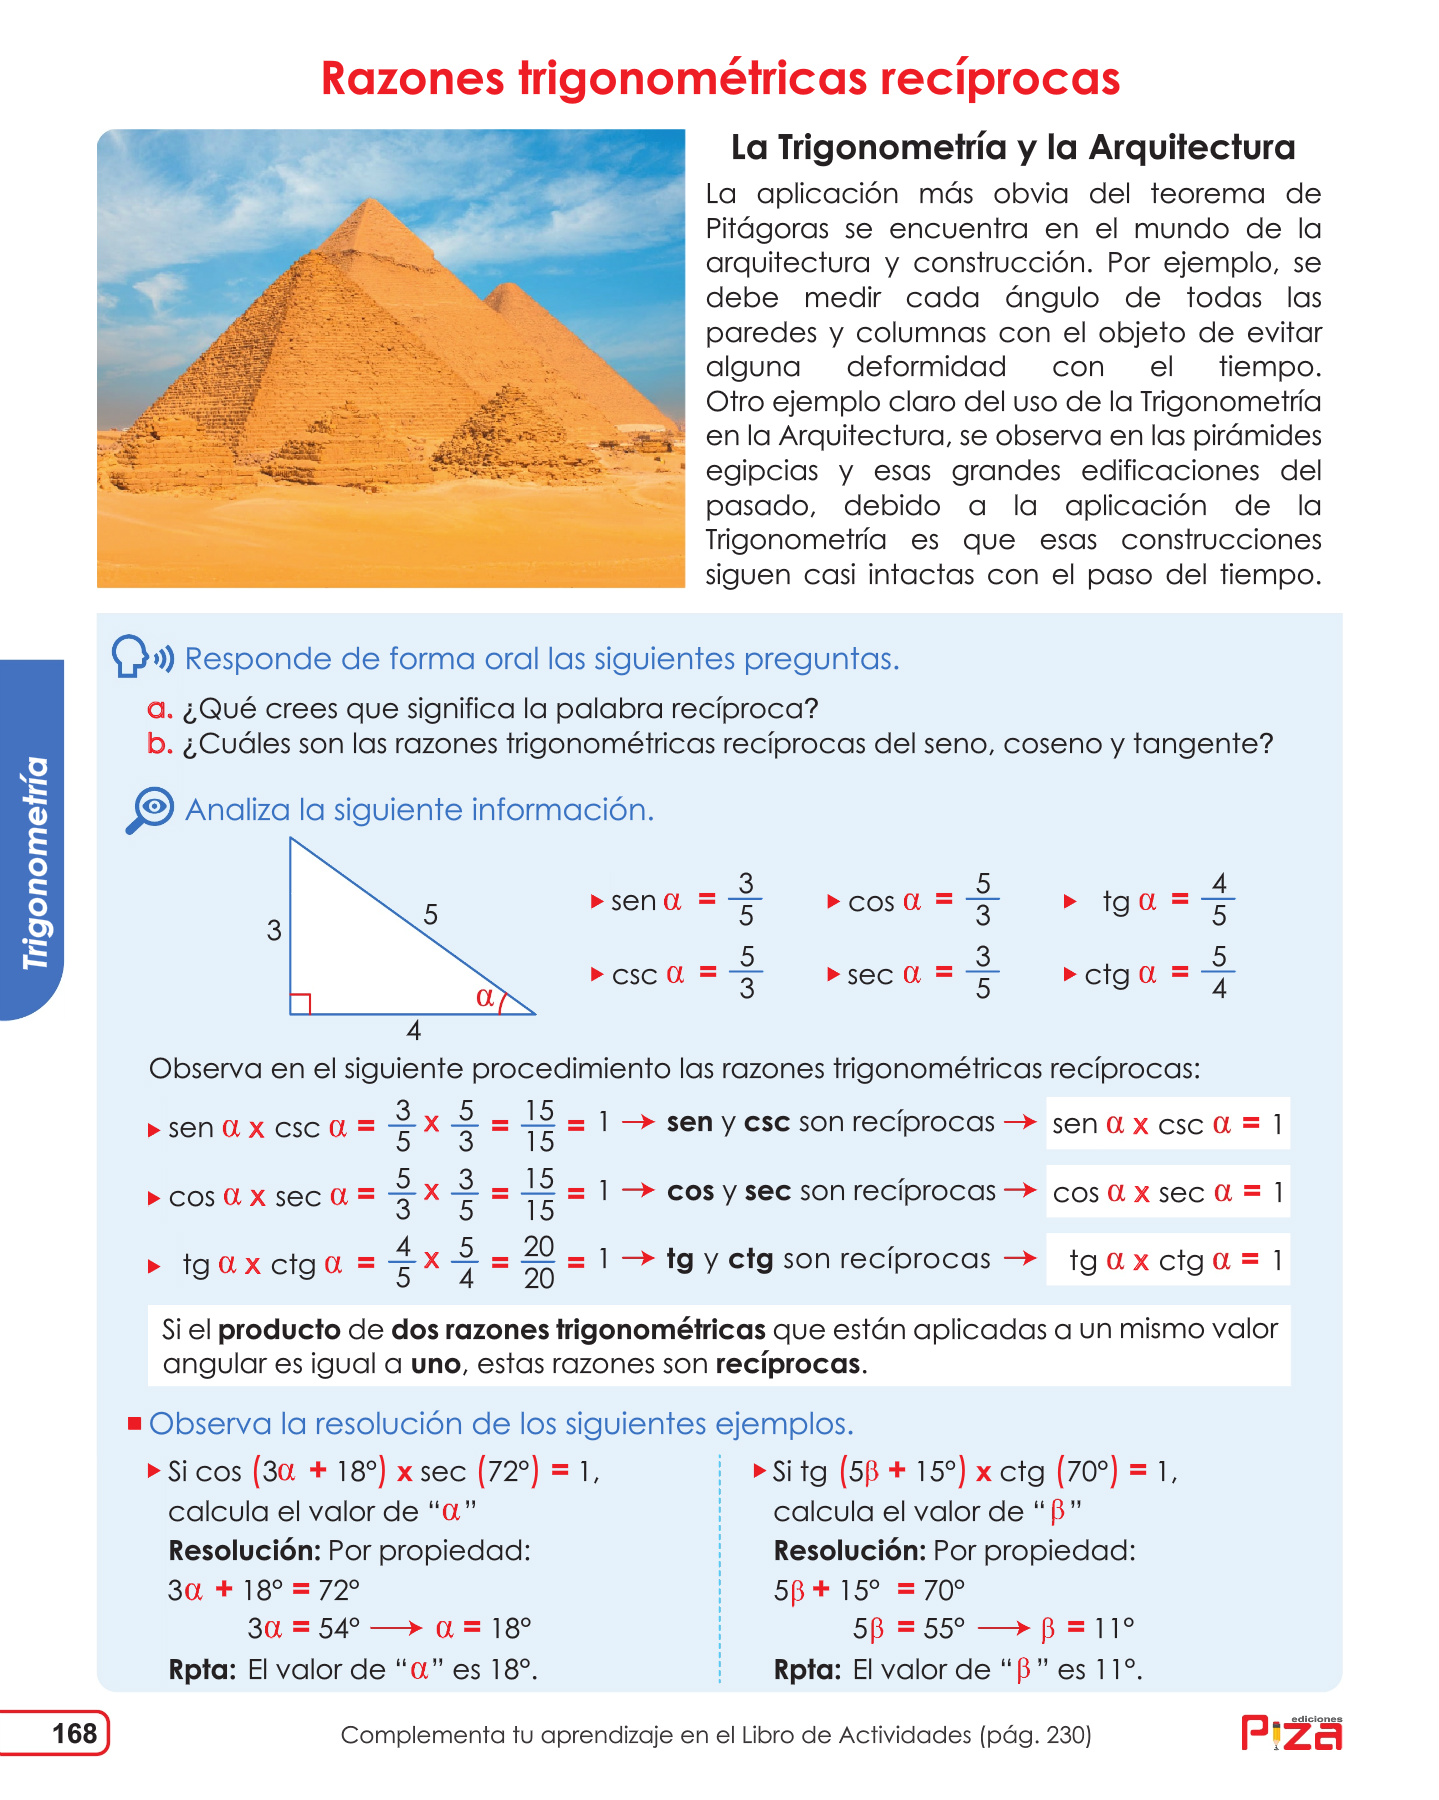 Razones trigonométricas recíprocas
La Trigonometría y la Arquitectura
La aplicación más obvia del teorema de
Pitágoras se encuentra en el mundo de la
arquitectura y construcción. Por ejemplo, se
debe medir cada ángulo de todas las
paredes y columnas con el objeto de evitar
alguna deformidad con el tiempo.
Otro ejemplo claro del uso de la Trigonometría
en la Arquitectura, se observa en las pirámides
egipcias y esas grandes edificaciones del
pasado, debido a la aplicación de la
Trigonometría es que esas construcciones
siguen casi intactas con el paso del tiempo.
Responde de forma oral las siguientes preguntas.
a. ¿Qué crees que significa la palabra recíproca?
b. ¿Cuáles son las razones trigonométricas recíprocas del seno, coseno y tangente?
Trigonometría
Analiza la siguiente información.
3
5
α
4
sen α = 3/5
cos α = 5/3
tg α = 4/5
csc α = 5/3
sec α = 3/5
ctg α = 5/4
Observa en el siguiente procedimiento las razones trigonométricas recíprocas:
sen α x csc α = 3/5 x 5/3 = 15/15 = 1 → sen y csc son recíprocas → sen α x csc α = 1
cos α x sec α = 5/3 x 3/5 = 15/15 = 1 → cos y sec son recíprocas → cos α x sec α = 1
tg α x ctg α = 4/5 x 5/4 = 20/20 = 1 → tg y ctg son recíprocas → tg α x ctg α = 1
Si el producto de dos razones trigonométricas que están aplicadas a un mismo valor
angular es igual a uno, estas razones son recíprocas.
Observa la resolución de los siguientes ejemplos.
Si cos (3α + 18°) x sec (72°) = 1,
calcula el valor de “α”
Resolución: Por propiedad:
3α + 18° = 72°
3α = 54° → α = 18°
Rpta: El valor de “α” es 18°.
Si tg (5β + 15°) x ctg (70°) = 1,
calcula el valor de “β”
Resolución: Por propiedad:
5β + 15° = 70°
5β = 55° → β = 11°
Rpta: El valor de “β” es 11°.
168
Complementa tu aprendizaje en el Libro de Actividades (pág. 230)
ediciones
Piza